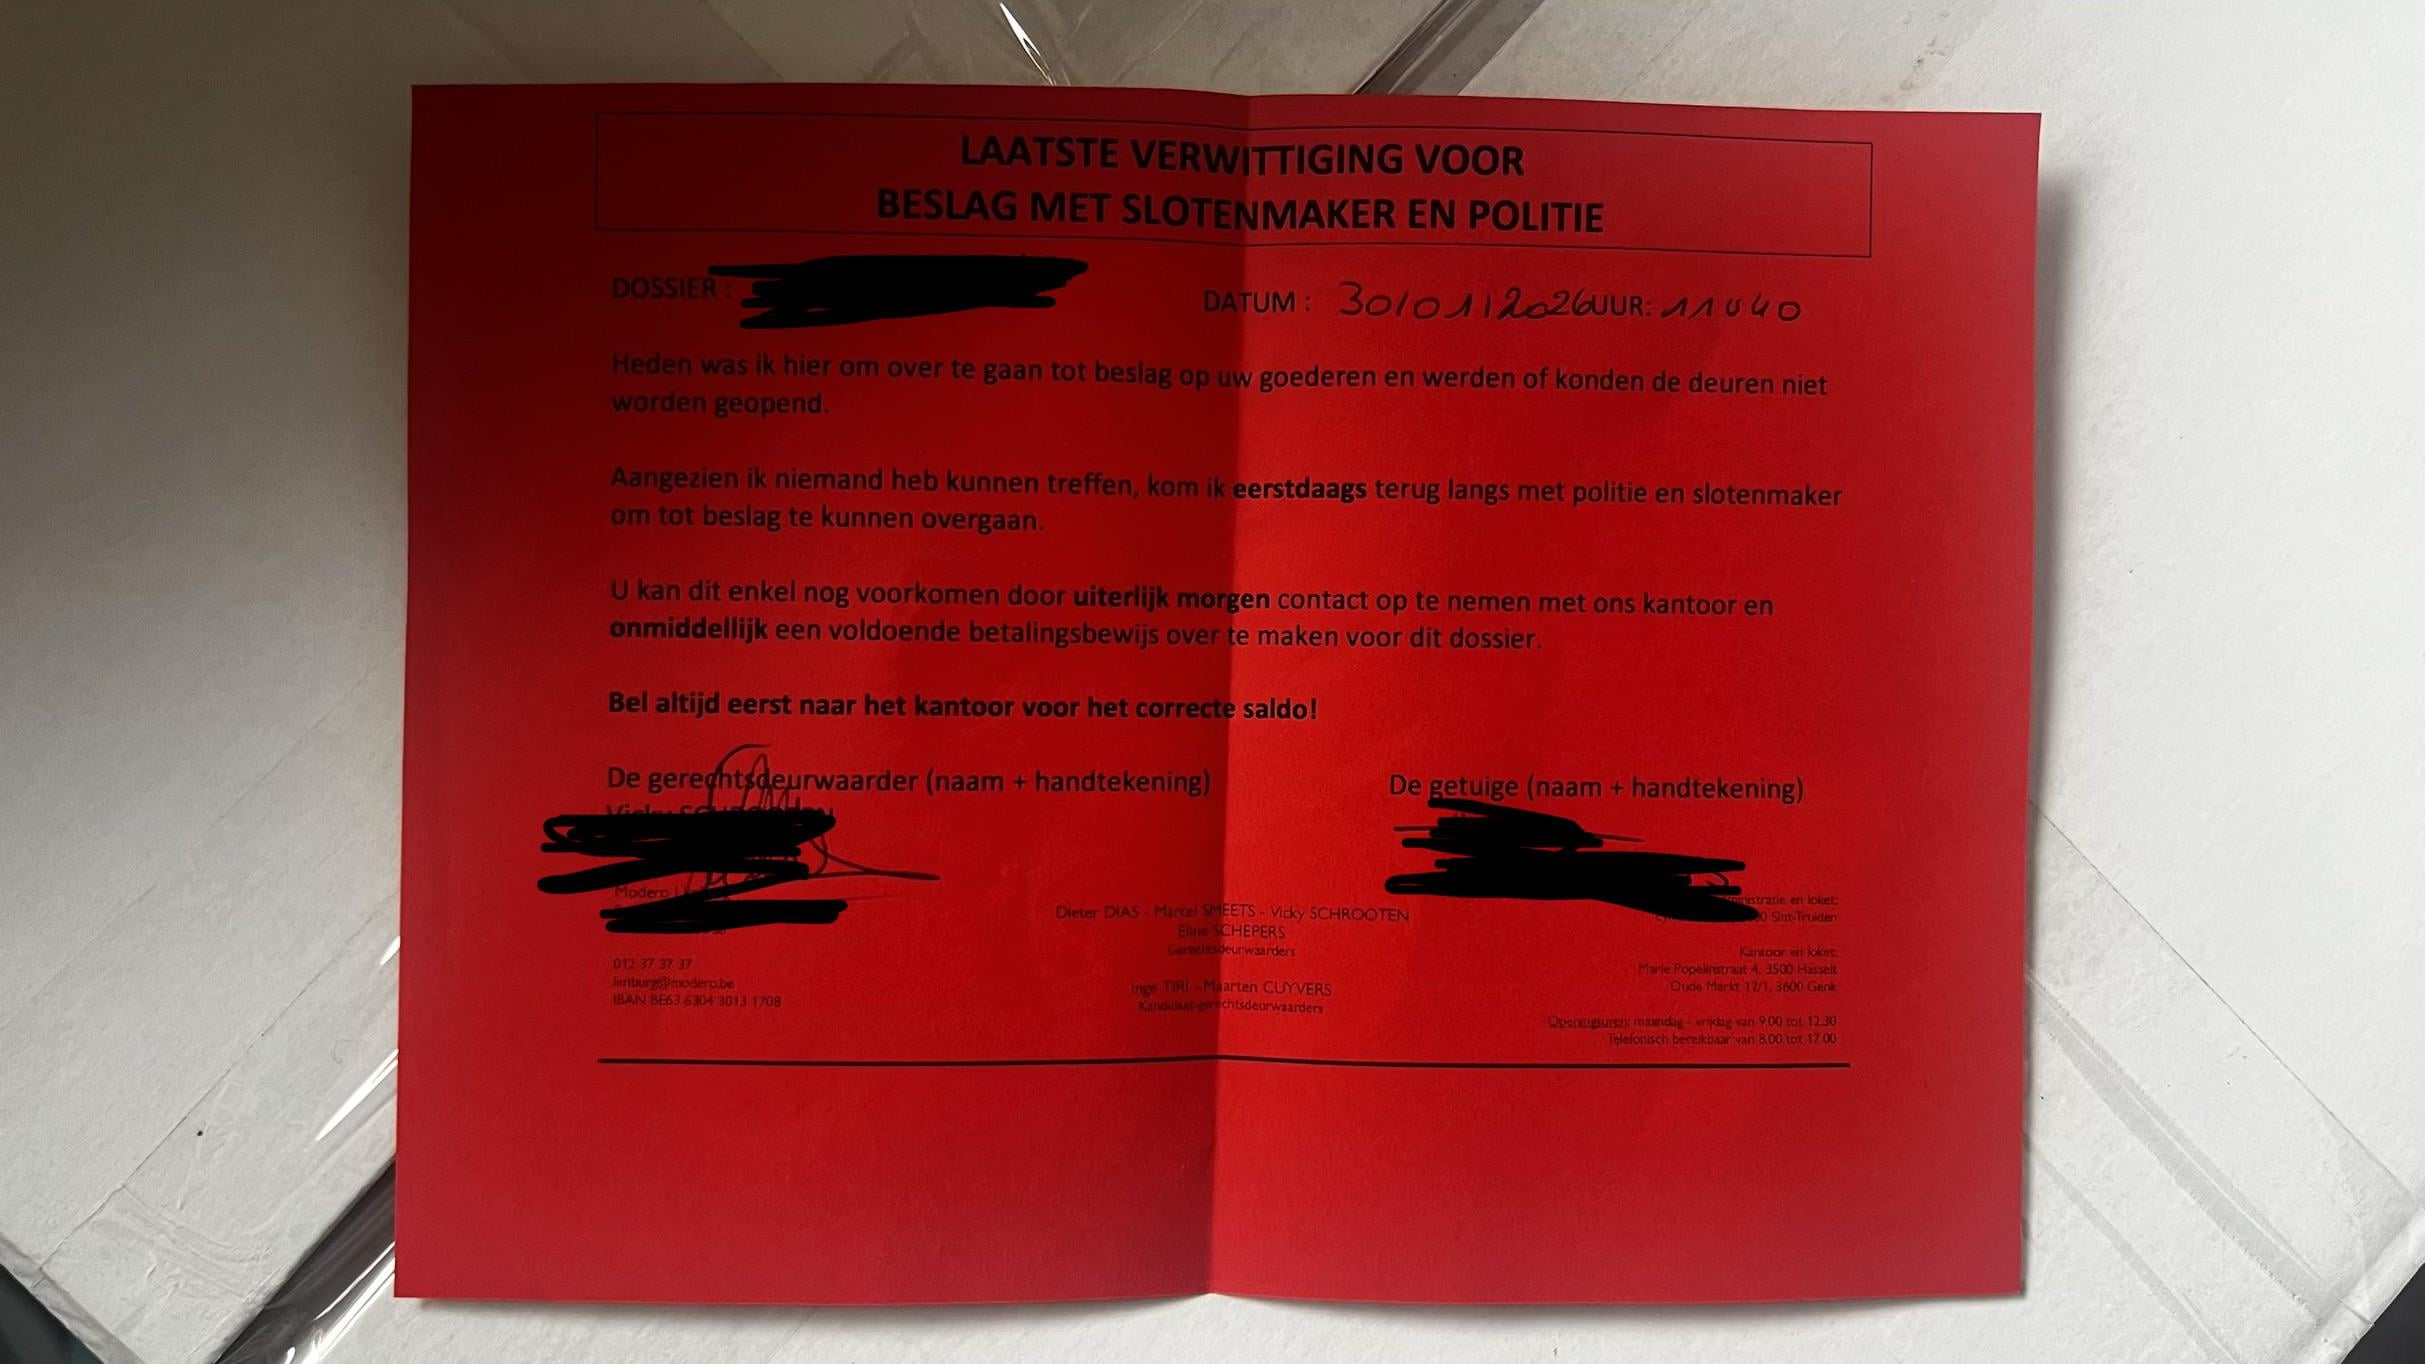 LAATSTE VERWITTIGING VOOR
BESLAG MET SLOTENMAKER EN POLITIE
DOSSIER :
DATUM : 30/01/2026 UUR: 11u40
Heden was ik hier om over te gaan tot beslag op uw goederen en werden of konden de deuren niet
worden geopend.
Aangezien ik niemand heb kunnen treffen, kom ik eerstdaags terug langs met politie en slotenmaker
om tot beslag te kunnen overgaan.
U kan dit enkel nog voorkomen door uiterlijk morgen contact op te nemen met ons kantoor en
onmiddellijk een voldoende betalingsbewijs over te maken voor dit dossier.
Bel altijd eerst naar het kantoor voor het correcte saldo!
De gerechtsdeurwaarder (naam + handtekening)
De getuige (naam + handtekening)
Modero
012 37 37 37
limburg@modero.be
IBAN BE63 6304 3013 1708
Dieter DIAS - Marcel SMEETS - Vicky SCHROOTEN
Eline SCHEPERS
Gerechtsdeurwaarders
Inge TIRI - Maarten CUYVERS
Kandidaat-gerechtsdeurwaarders
en loket:
Sint-Truiden
Kantoor en loket:
Marie Popelinstraat 4, 3500 Hasselt
Oude Markt 12/1, 3600 Genk
Openingsuren: maandag - vrijdag van 9.00 tot 12.30
Telefonisch bereikbaar van 8.00 tot 17.00